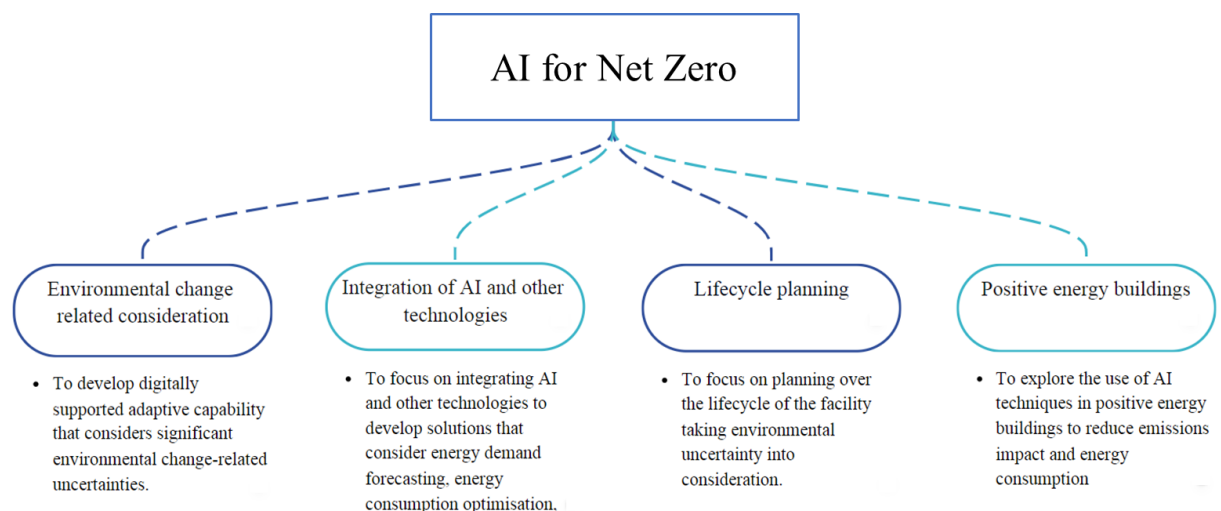 AI for Net Zero
Environmental change
related consideration
• To develop digitally
supported adaptive capability
that considers significant
environmental change-related
uncertainties.
Integration of AI and other
technologies
• To focus on integrating AI
and other technologies to
develop solutions that
consider energy demand
forecasting, energy
consumption optimisation,
Lifecycle planning
• To focus on planning over
the lifecycle of the facility
taking environmental
uncertainty into
consideration.
Positive energy buildings
• To explore the use of AI
techniques in positive energy
buildings to reduce emissions
impact and energy
consumption